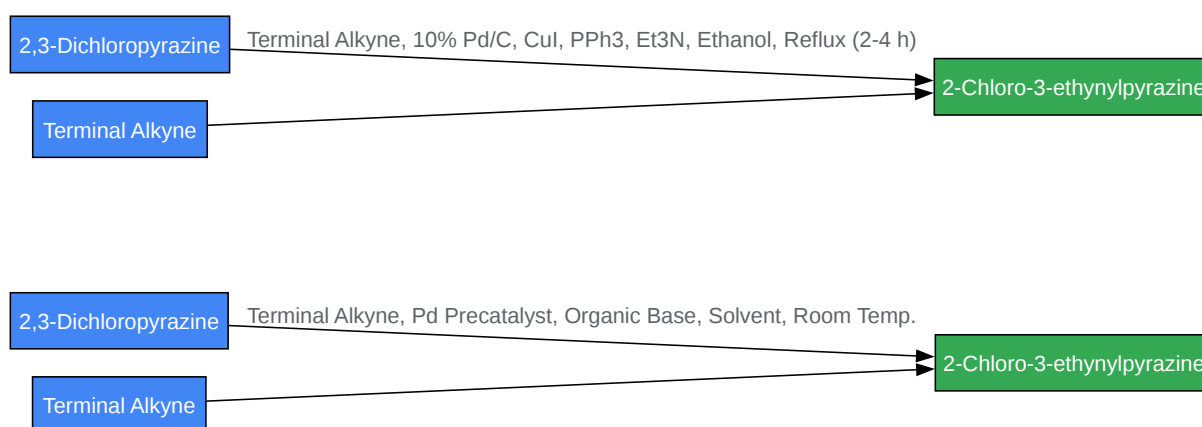 2,3-Dichloropyrazine
Terminal Alkyne, 10% Pd/C, CuI, PPh3, Et3N, Ethanol, Reflux (2-4 h)
2-Chloro-3-ethynylpyrazine
Terminal Alkyne
2,3-Dichloropyrazine
Terminal Alkyne, Pd Precatalyst, Organic Base, Solvent, Room Temp.
2-Chloro-3-ethynylpyrazine
Terminal Alkyne